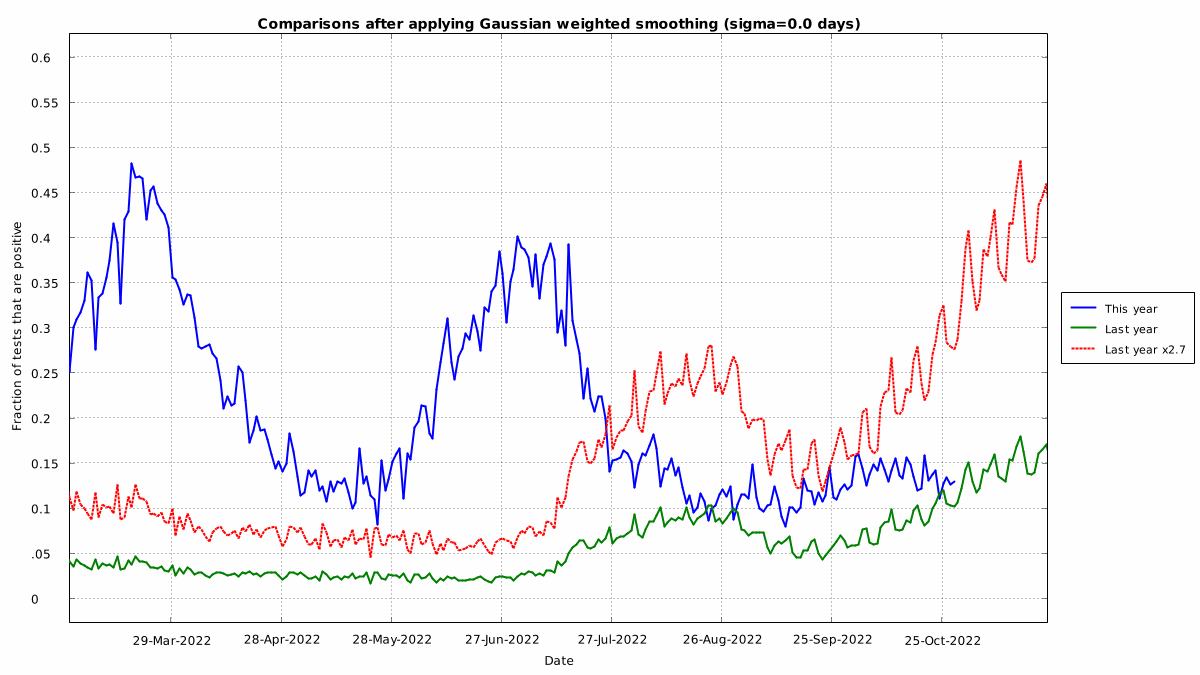 Comparisons after applying Gaussian weighted smoothing (sigma=0.0 days)
0.6
0.55
0.5
0.45
0.4
0.35
0.3
0.25
0.2
0.15
0.1
.05
0
Fraction of tests that are positive
29-Mar-2022 28-Apr-2022 28-May-2022 27-Jun-2022 27-Jul-2022 26-Aug-2022 25-Sep-2022 25-Oct-2022
Date
This year
Last year
Last year x2.7